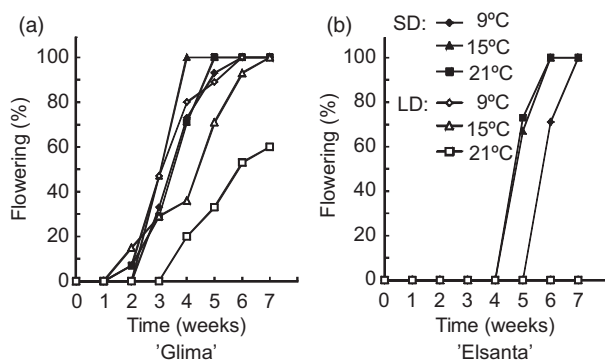 (a)
Flowering (%)
100
80
60
40
20
0
0 1 2 3 4 5 6 7
Time (weeks)
'Glima'
(b)
Flowering (%)
100
80
60
40
20
0
0 1 2 3 4 5 6 7
Time (weeks)
'Elsanta'
SD: 9ºC
15ºC
21ºC
LD: 9ºC
15ºC
21ºC